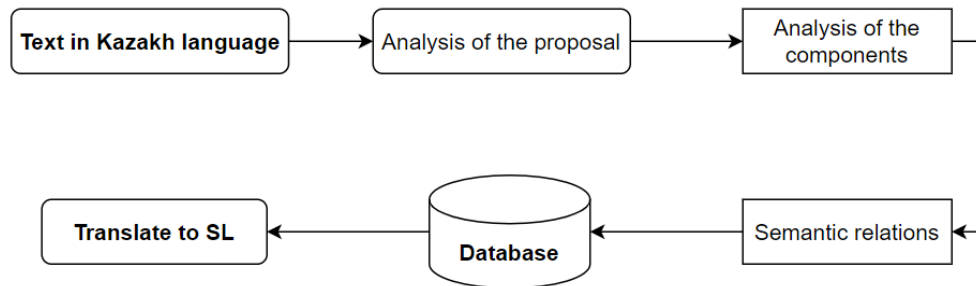 Text in Kazakh language
Analysis of the proposal
Analysis of the
components
Translate to SL
Database
Semantic relations